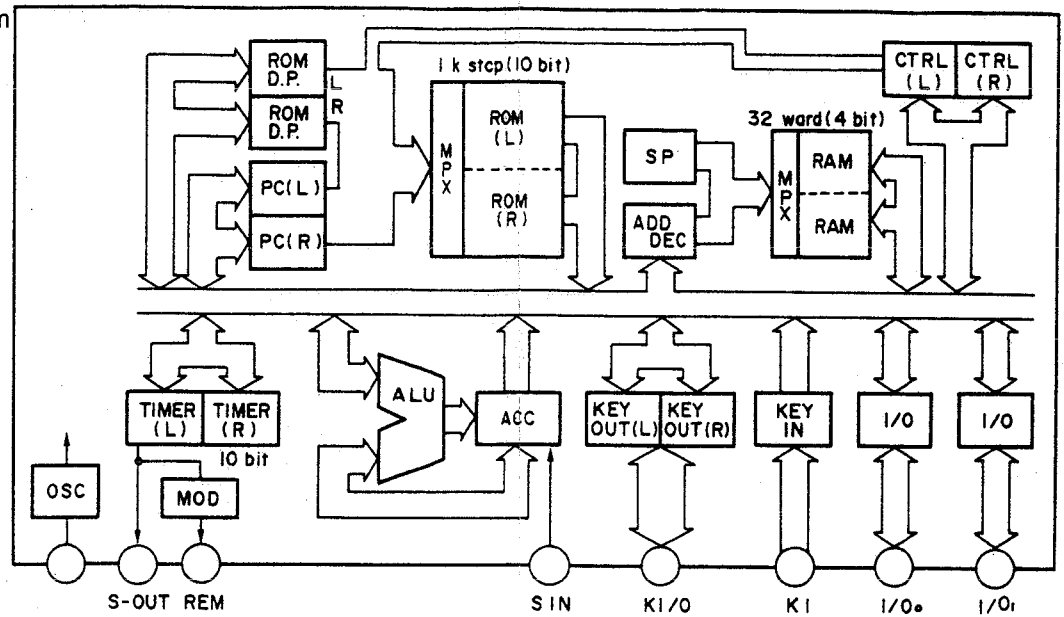 n
ROM
D.P.
L
R
ROM
D.P.
PC(L)
PC(R)
1 k stcp (10 bit)
MPX
ROM
(L)
ROM
(R)
SP
ADD
DEC
32 ward (4 bit)
MPX
RAM
RAM
CTRL
(L)
CTRL
(R)
TIMER
(L)
TIMER
(R)
10 bit
OSC
MOD
ALU
ACC
KEY
OUT(L)
KEY
OUT(R)
KEY
IN
I/O
I/O
S-OUT REM
SIN
KI/O
KI
I/O₀
I/O₁